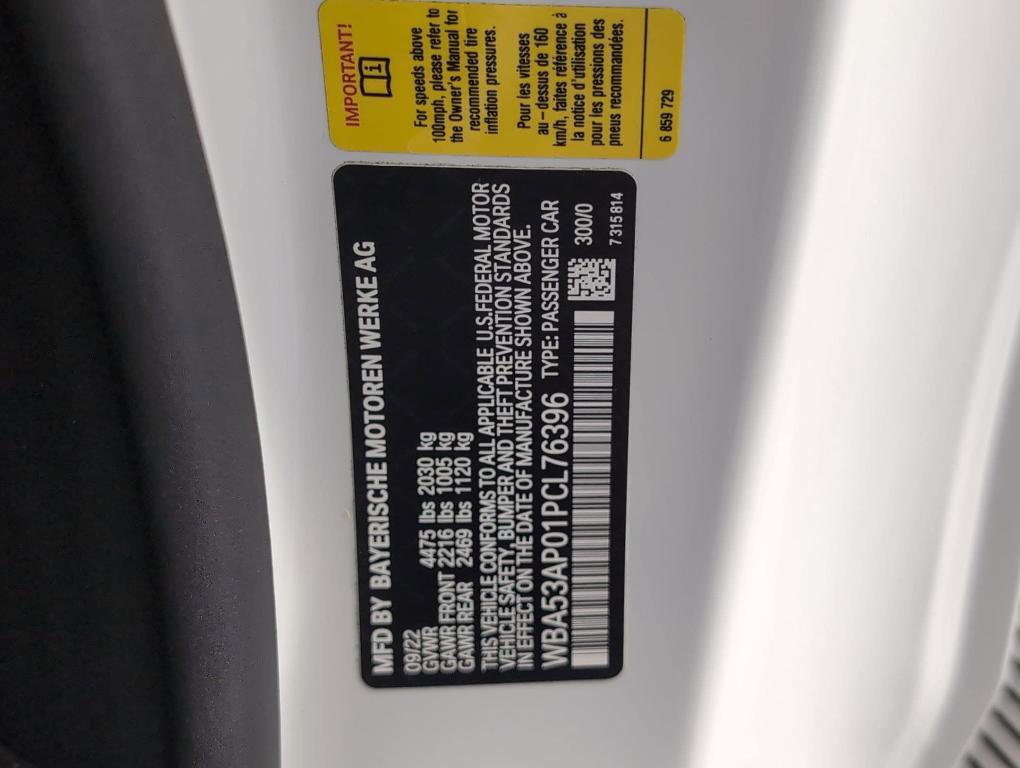 IMPORTANT!
For speeds above
100mph, please refer to
the Owner's Manual for
recommended tire
inflation pressures.
Pour les vitesses
au-dessus de 160
km/h, faites référence à
la notice d'utilisation
pour les pressions des
pneus recommandées.
6 859 729
MFD BY BAYERISCHE MOTOREN WERKE AG
09/22
GVWR 4475 lbs 2030 kg
GAWR FRONT 2216 lbs 1005 kg
GAWR REAR 2469 lbs 1120 kg
THIS VEHICLE CONFORMS TO ALL APPLICABLE U.S.FEDERAL MOTOR
VEHICLE SAFETY, BUMPER AND THEFT PREVENTION STANDARDS
IN EFFECT ON THE DATE OF MANUFACTURE SHOWN ABOVE.
WBA53AP01PCL76396 TYPE: PASSENGER CAR
300/0
7 315 814